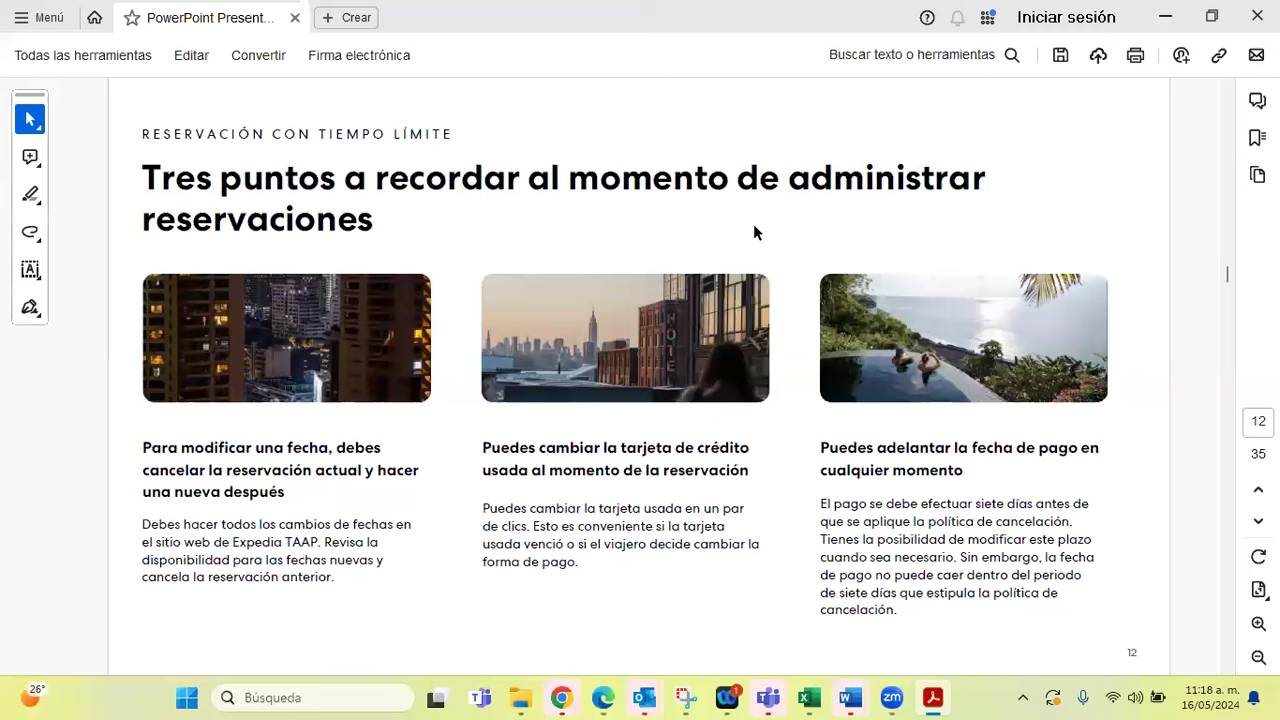 Menú
PowerPoint Present...
Crear
Iniciar sesión
Todas las herramientas
Editar
Convertir
Firma electrónica
Buscar texto o herramientas
RESERVACIÓN CON TIEMPO LÍMITE
Tres puntos a recordar al momento de administrar
reservaciones
HOTEL
Para modificar una fecha, debes
cancelar la reservación actual y hacer
una nueva después
Debes hacer todos los cambios de fechas en
el sitio web de Expedia TAAP. Revisa la
disponibilidad para las fechas nuevas y
cancela la reservación anterior.
Puedes cambiar la tarjeta de crédito
usada al momento de la reservación
Puedes cambiar la tarjeta usada en un par
de clics. Esto es conveniente si la tarjeta
usada venció o si el viajero decide cambiar la
forma de pago.
Puedes adelantar la fecha de pago en
cualquier momento
El pago se debe efectuar siete días antes de
que se aplique la política de cancelación.
Tienes la posibilidad de modificar este plazo
cuando sea necesario. Sin embargo, la fecha
de pago no puede caer dentro del periodo
de siete días que estipula la política de
cancelación.
12
12
35
26°
Búsqueda
1
zm
11:18 a. m.
16/05/2024